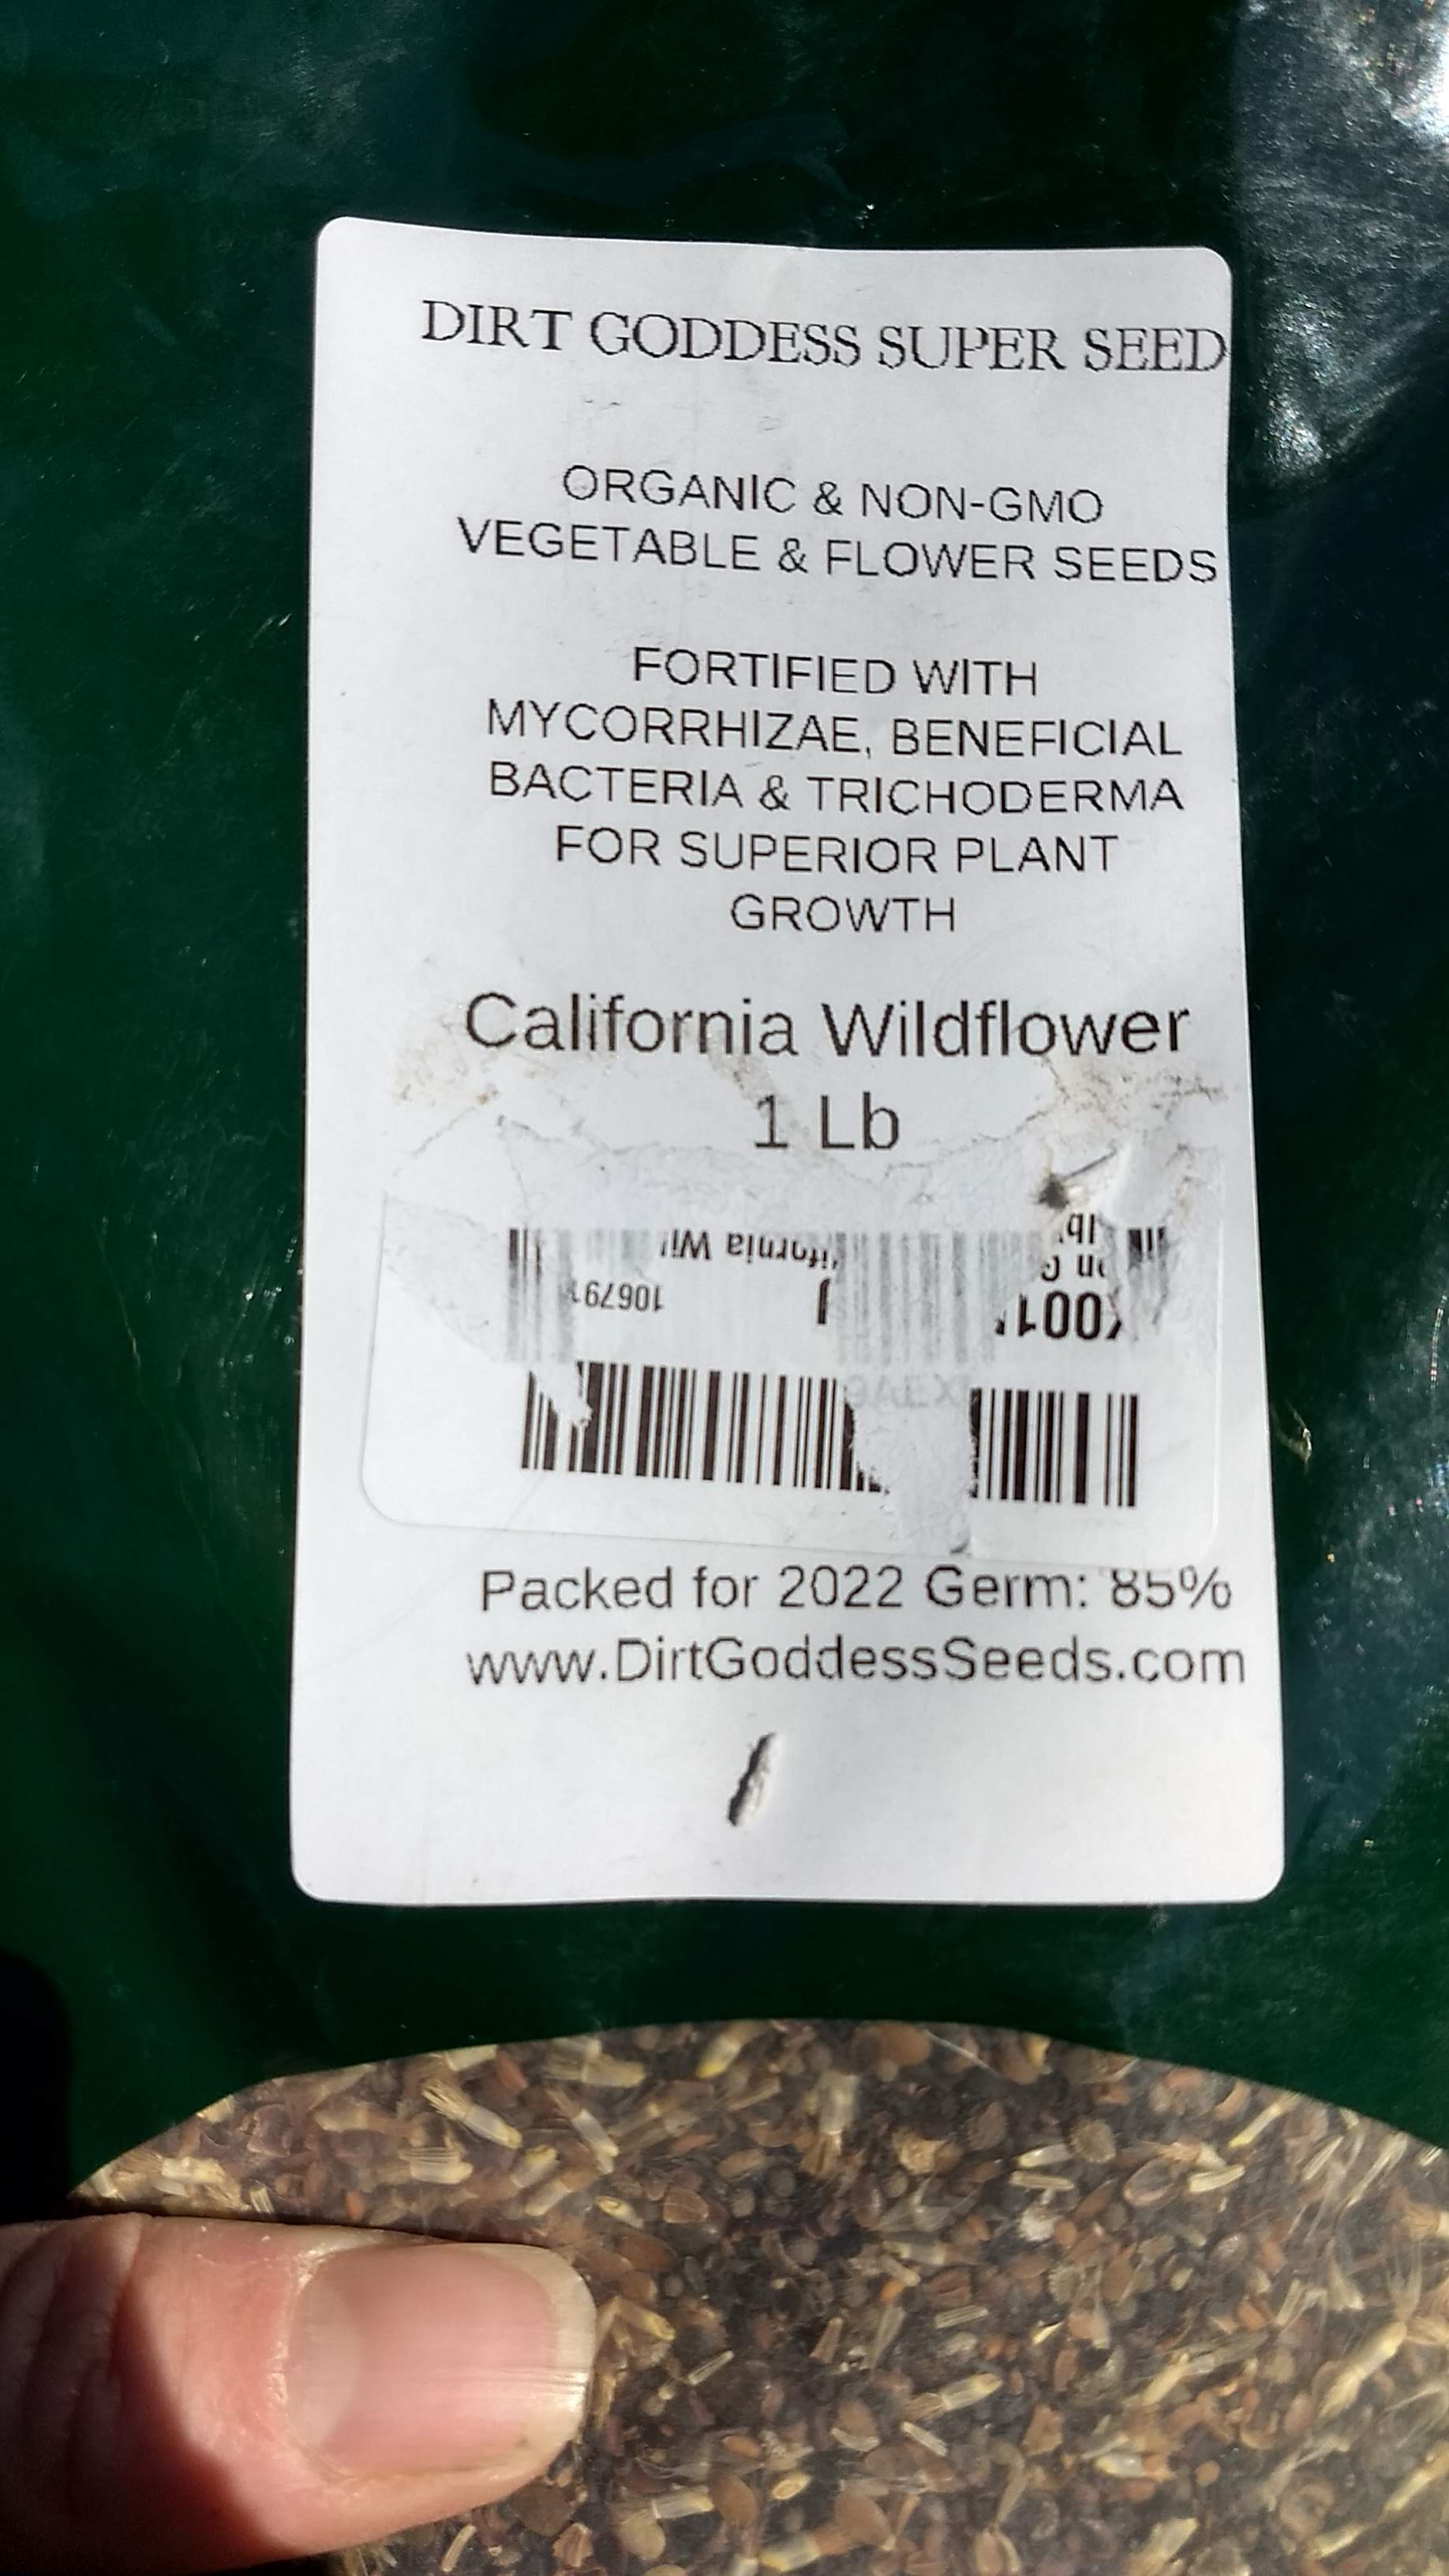 DIRT GODDESS SUPER SEED
ORGANIC & NON-GMO
VEGETABLE & FLOWER SEEDS
FORTIFIED WITH
MYCORRHIZAE, BENEFICIAL
BACTERIA & TRICHODERMA
FOR SUPERIOR PLANT
GROWTH
California Wildflower
1 Lb
Packed for 2022 Germ: 85%
www.DirtGoddessSeeds.com